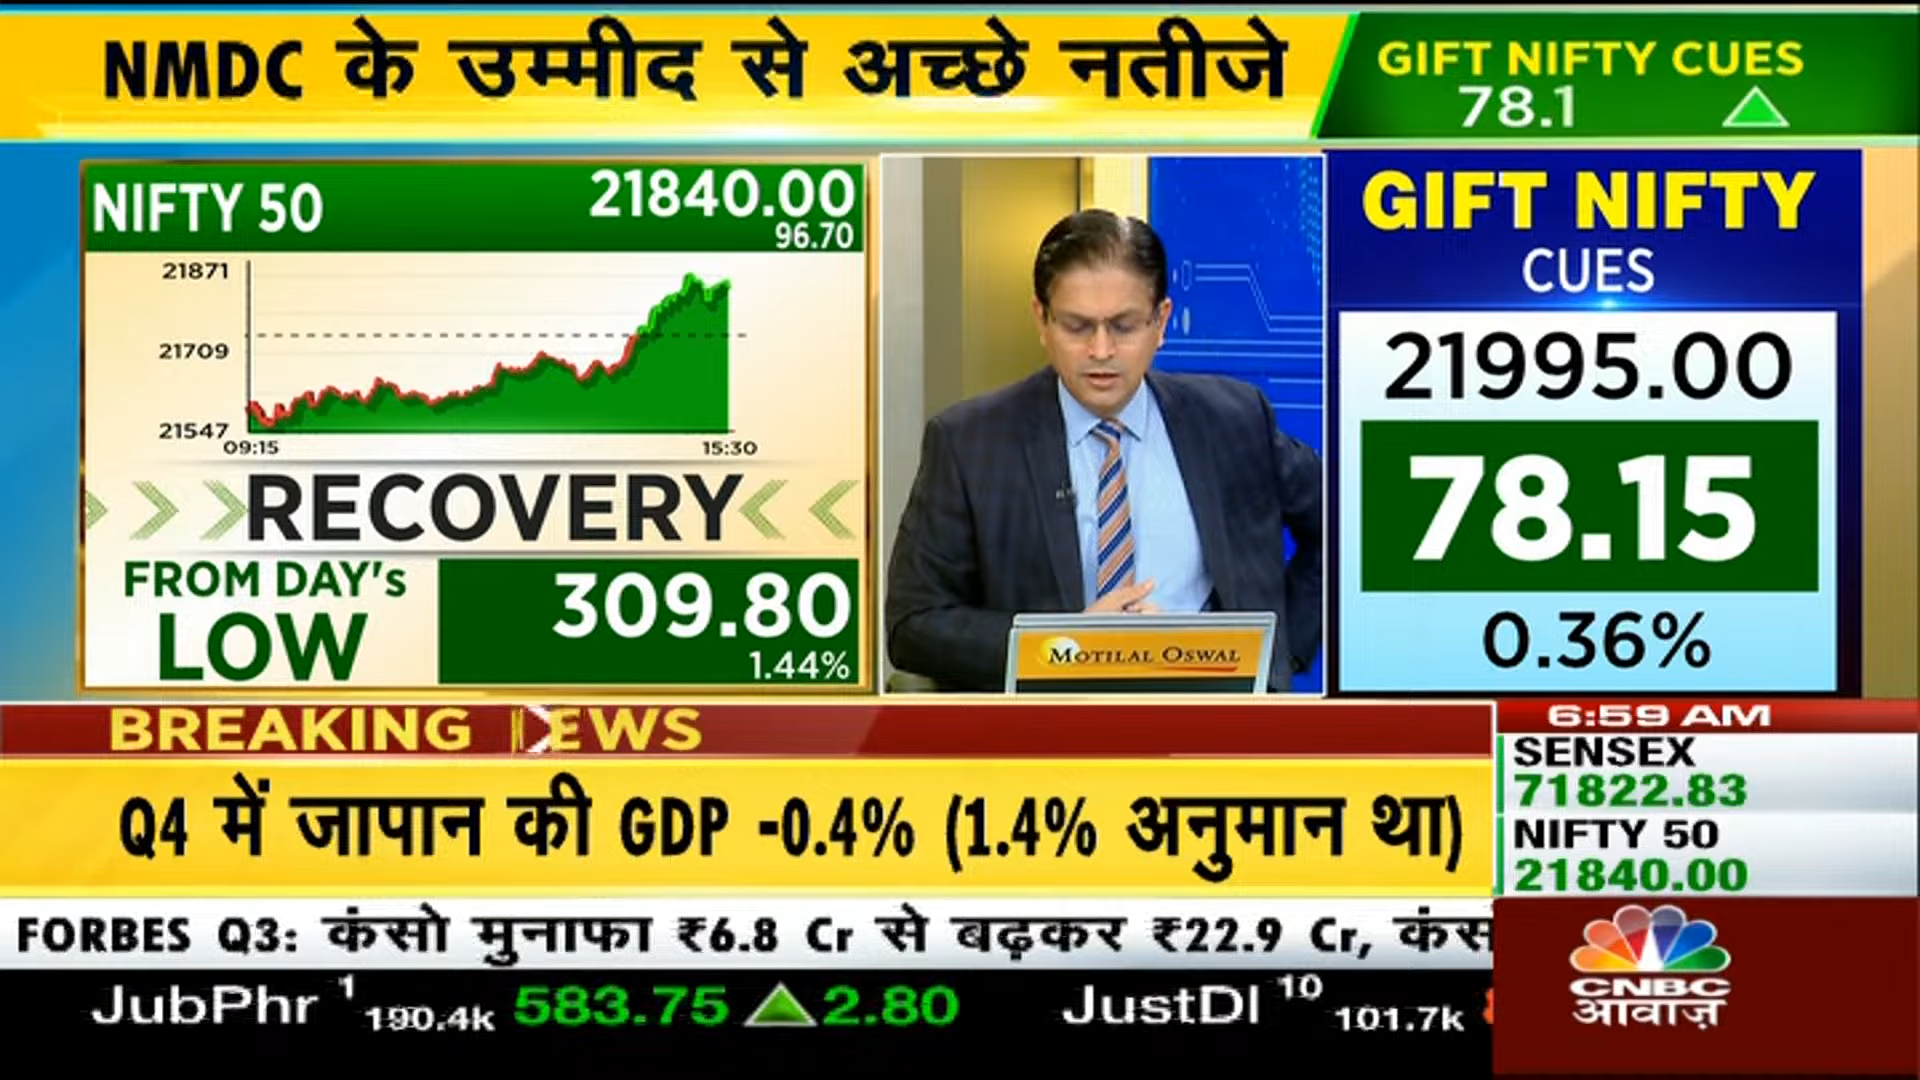 NMDC के उम्मीद से अच्छे नतीजे
GIFT NIFTY CUES
78.1
NIFTY 50
21840.00
96.70
21871
21709
21547
09:15
15:30
RECOVERY
FROM DAY's
LOW
309.80
1.44%
MOTILAL OSWAL
GIFT NIFTY
CUES
21995.00
78.15
0.36%
BREAKING EWS
6:59 AM
SENSEX
71822.83
NIFTY 50
21840.00
Q4 में जापान की GDP -0.4% (1.4% अनुमान था)
FORBES Q3: कंसो मुनाफा ₹6.8 Cr से बढ़कर ₹22.9 Cr, कंस
JubPhr 1 190.4k 583.75 2.80 JustDl 10 101.7k
CNBC
आवाज़